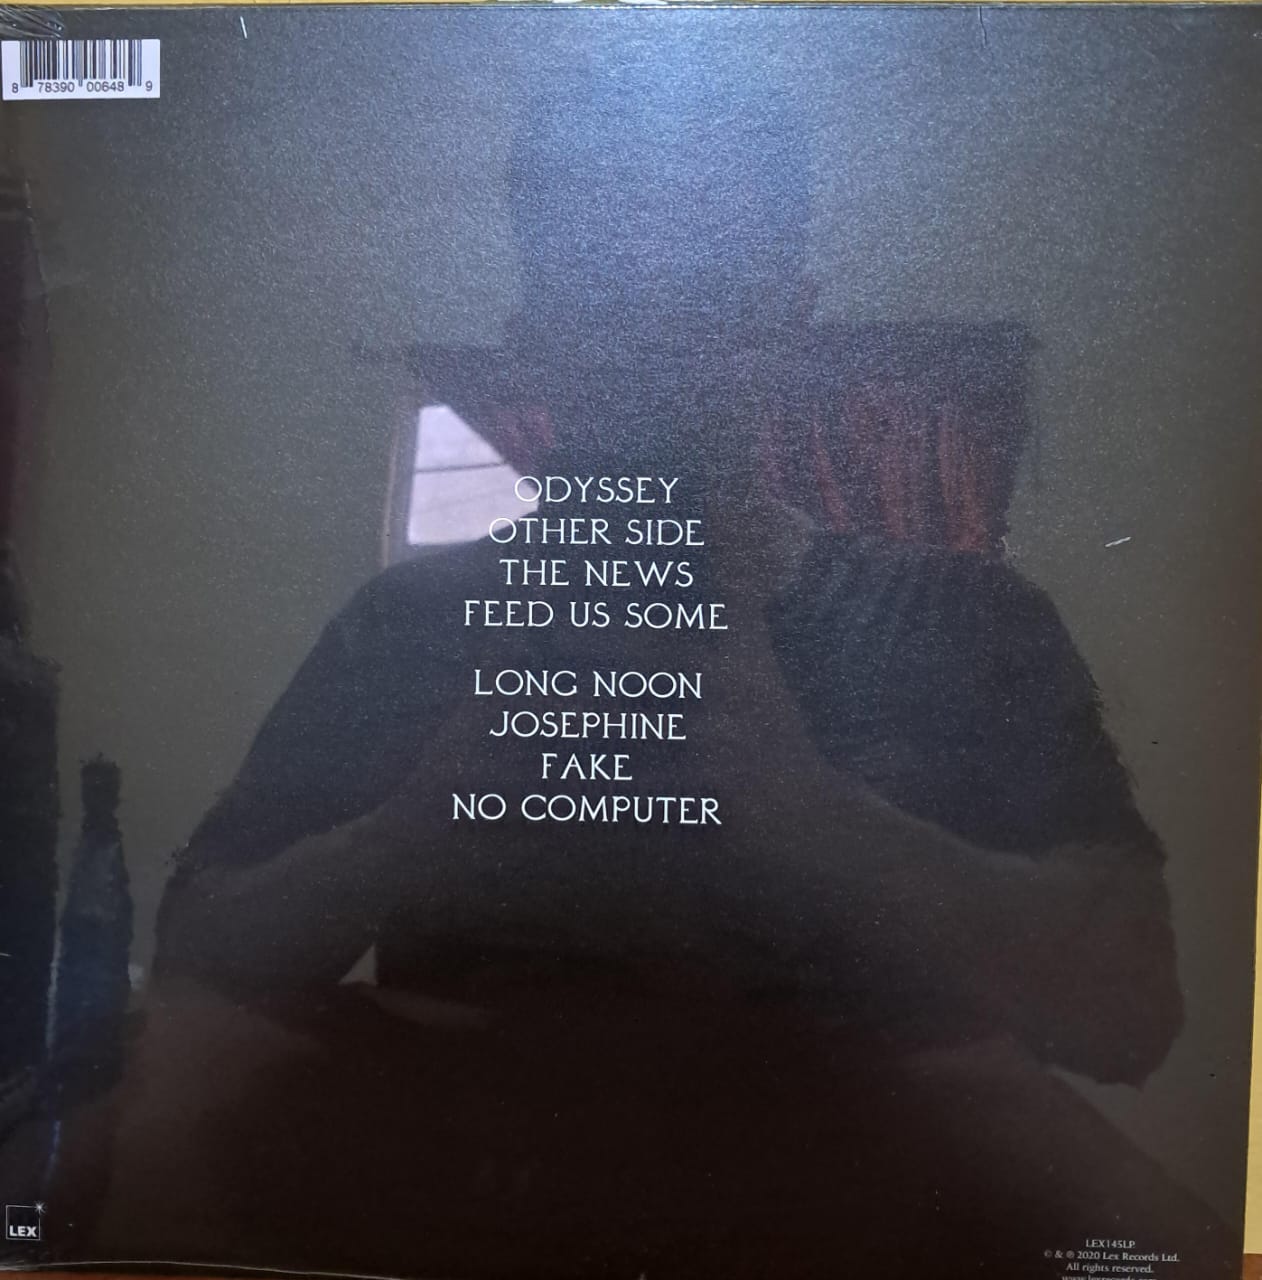 8 78390 00648 9
ODYSSEY
OTHER SIDE
THE NEWS
FEED US SOME
LONG NOON
JOSEPHINE
FAKE
NO COMPUTER
LEX
LEX145LP
© & ℗ 2020 Lex Records Ltd.
All rights reserved.